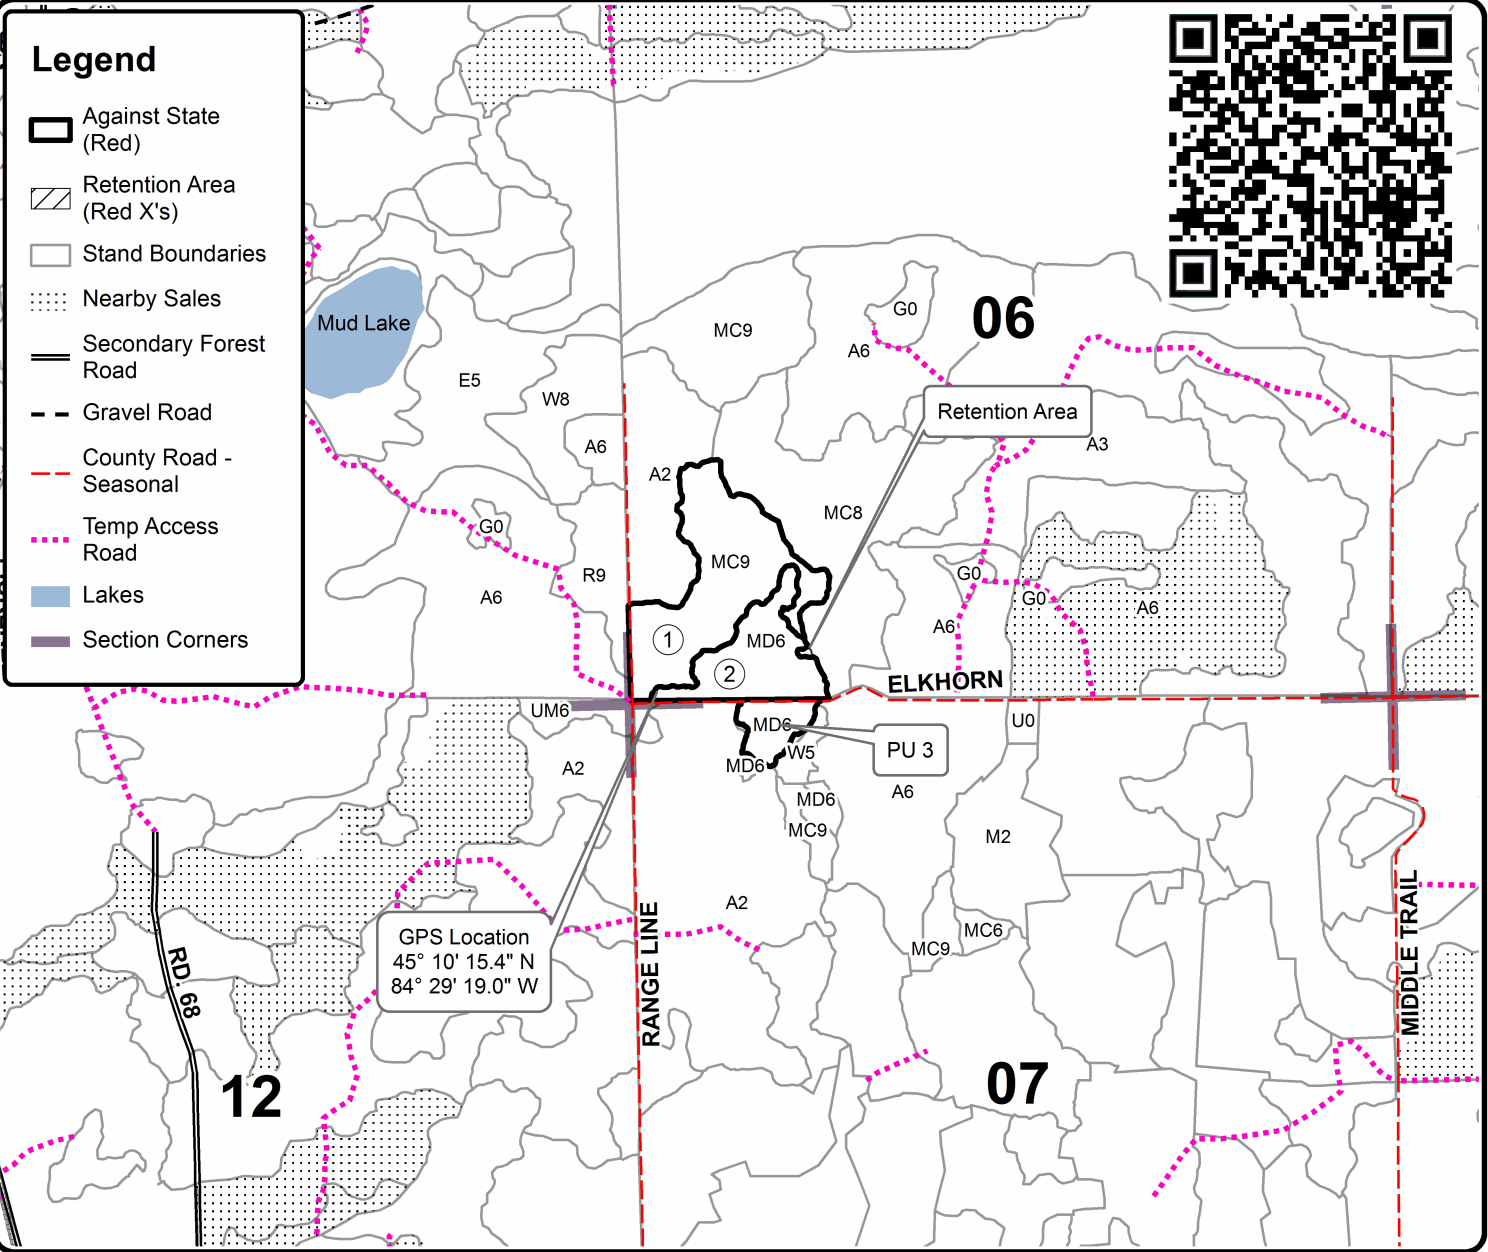 Legend
Against State
(Red)
Retention Area
(Red X's)
Stand Boundaries
Nearby Sales
Secondary Forest
Road
Gravel Road
County Road -
Seasonal
Temp Access
Road
Lakes
Section Corners
Mud Lake
MC9
G0
06
A6
E5
W8
Retention Area
A6
A3
A2
MC8
G0
MC9
R9
G0
A6
G0
A6
1
MD6
A6
2
ELKHORN
UM6
MD6
U0
W5
PU 3
MD6
A2
A6
MD6
MC9
M2
A2
MC6
MC9
GPS Location
45° 10' 15.4" N
84° 29' 19.0" W
RANGE LINE
MIDDLE TRAIL
RD. 68
12
07